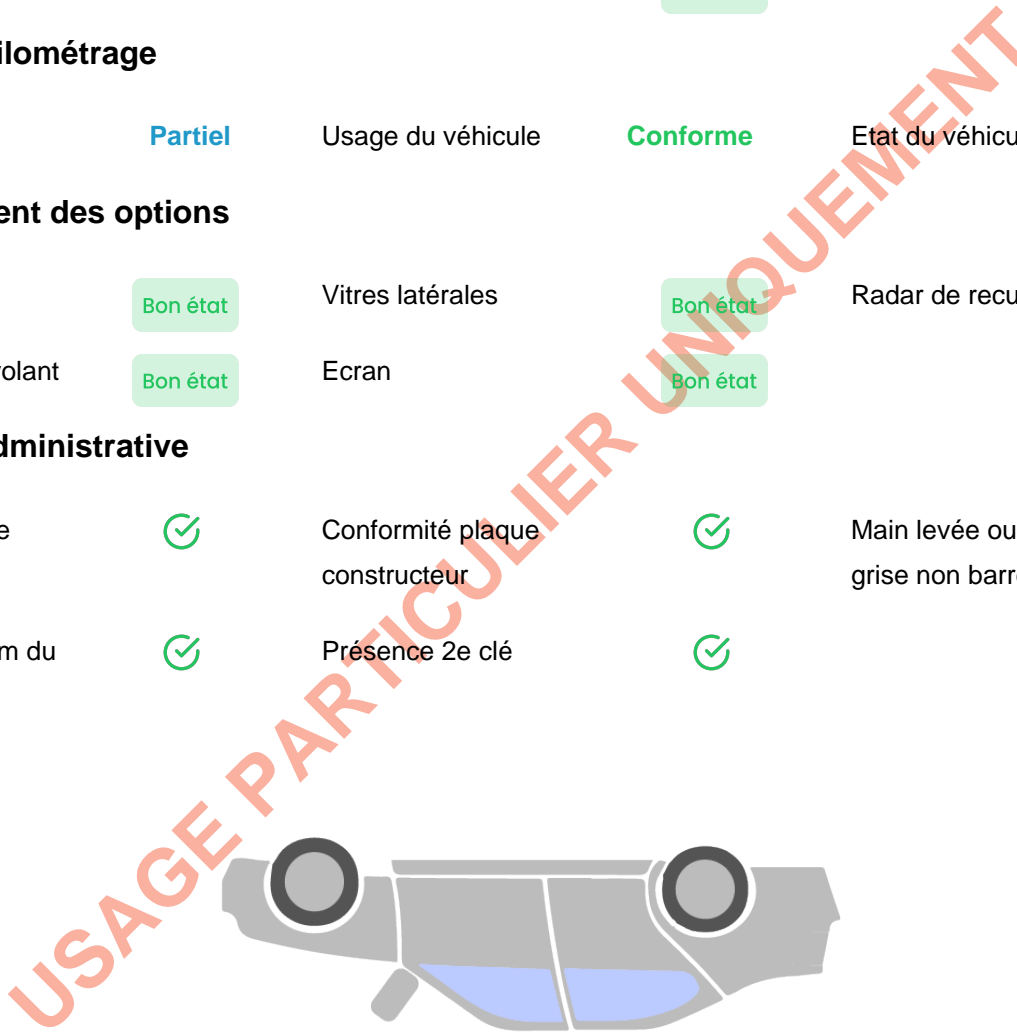 ilométrage
Partiel Usage du véhicule Conforme Etat du véhicu
ent des options
Bon état Vitres latérales Bon état Radar de recu
olant Bon état Ecran Bon état
dministrative
e Conformité plaque Main levée ou
constructeur grise non barr
m du Présence 2e clé
USAGE PARTICULIER UNIQUEMENT